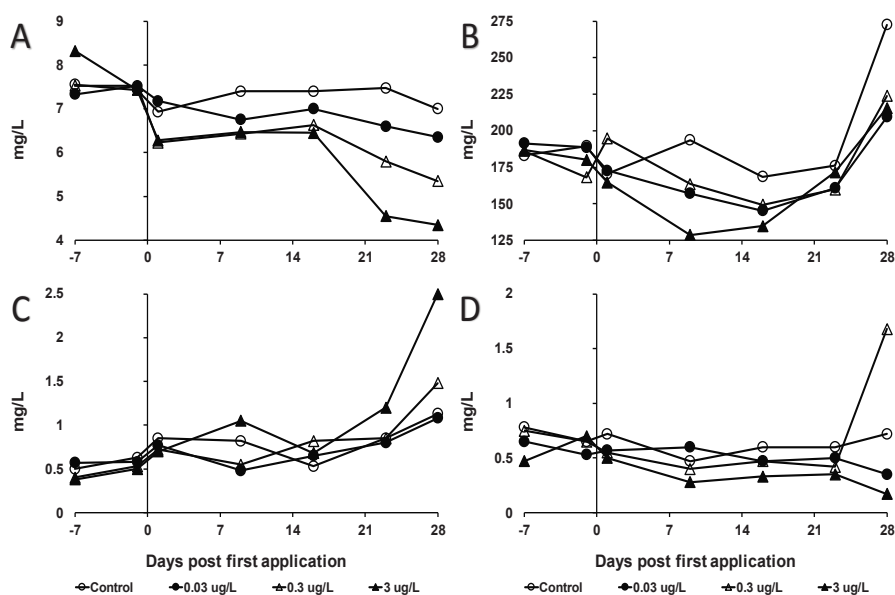 A
9
8
7
6
5
4
mg/L
-7 0 7 14 21 28
B
275
250
225
200
175
150
125
mg/L
-7 0 7 14 21 28
C
2.5
2
1.5
1
0.5
0
mg/L
-7 0 7 14 21 28
Days post first application
Control 0.03 ug/L 0.3 ug/L 3 ug/L
D
2
1.5
1
0.5
0
mg/L
-7 0 7 14 21 28
Days post first application
Control 0.03 ug/L 0.3 ug/L 3 ug/L